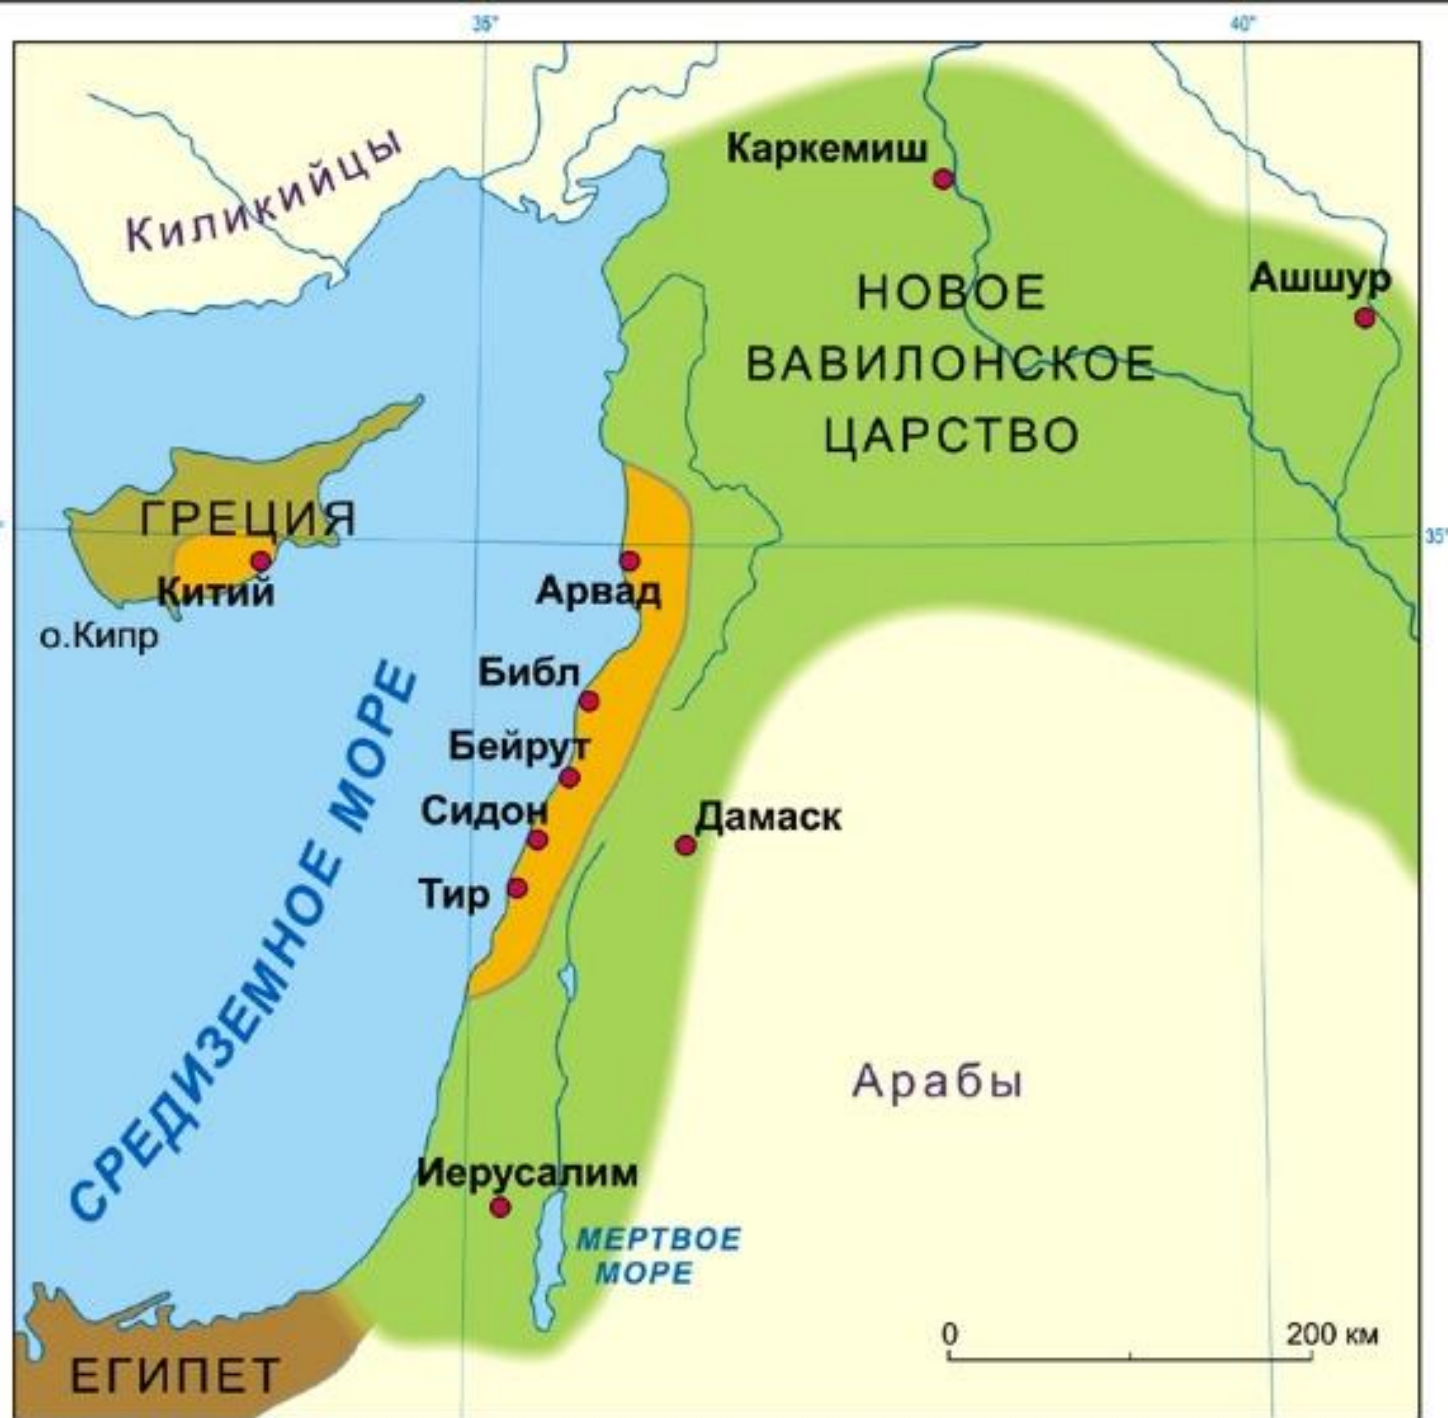 35°
40°
Киликийцы
Каркемиш
Ашшур
НОВОЕ
ВАВИЛОНСКОЕ
ЦАРСТВО
ГРЕЦИЯ
35°
Китий
Арвад
о.Кипр
Библ
Бейрут
Сидон
Дамаск
Тир
СРЕДИЗЕМНОЕ МОРЕ
Арабы
Иерусалим
МЕРТВОЕ
МОРЕ
0 200 км
ЕГИПЕТ